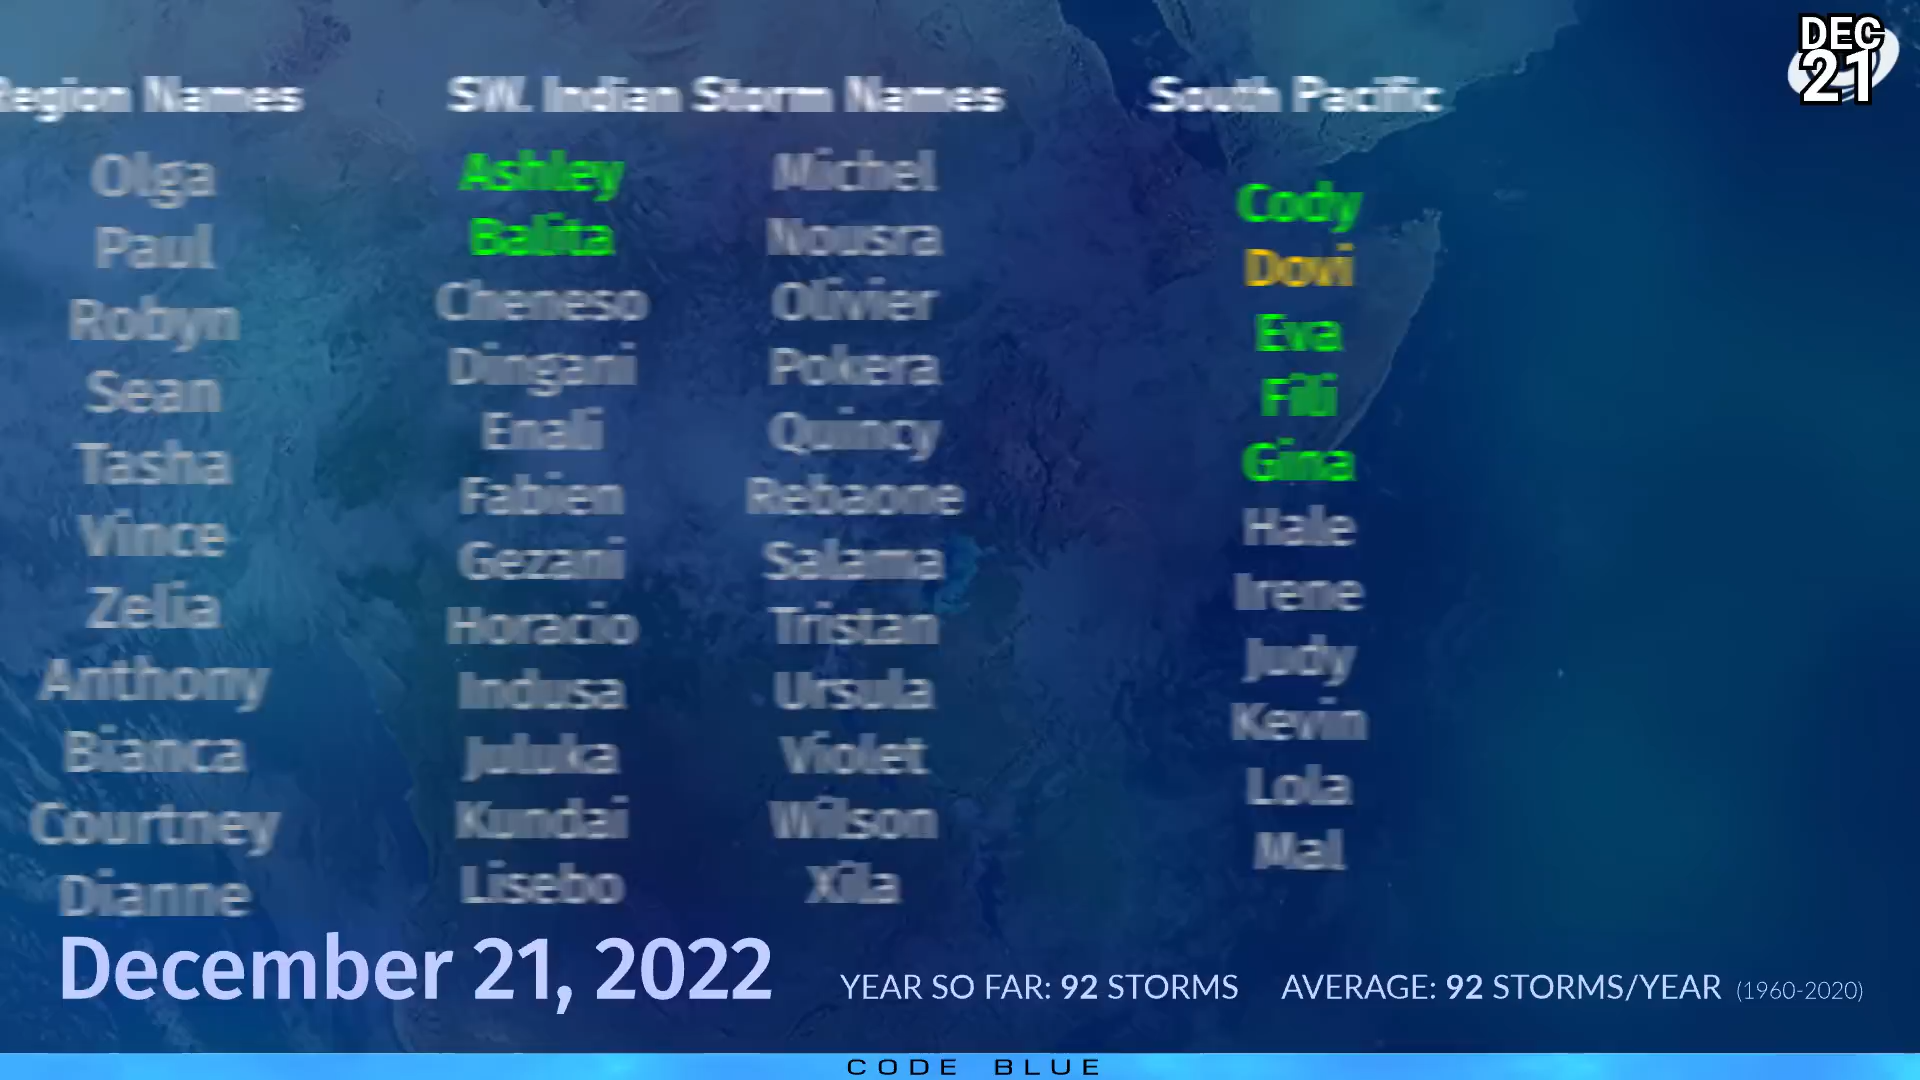 DEC
21
Region Names
Olga
Paul
Robyn
Sean
Tasha
Vince
Zelia
Anthony
Bianca
Courtney
Dianne
SW. Indian Storm Names
Ashley
Balita
Cheneso
Dingani
Enali
Fabien
Gezani
Horacio
Indusa
Juluka
Kundai
Lisebo
Michel
Nousra
Olivier
Pokera
Quincy
Rebaone
Salama
Tristan
Ursula
Violet
Wilson
Xila
South Pacific
Cody
Dovi
Eva
Fili
Gina
Hale
Irene
Judy
Kevin
Lola
Mal
December 21, 2022
YEAR SO FAR: 92 STORMS
AVERAGE: 92 STORMS/YEAR (1960-2020)
CODE BLUE